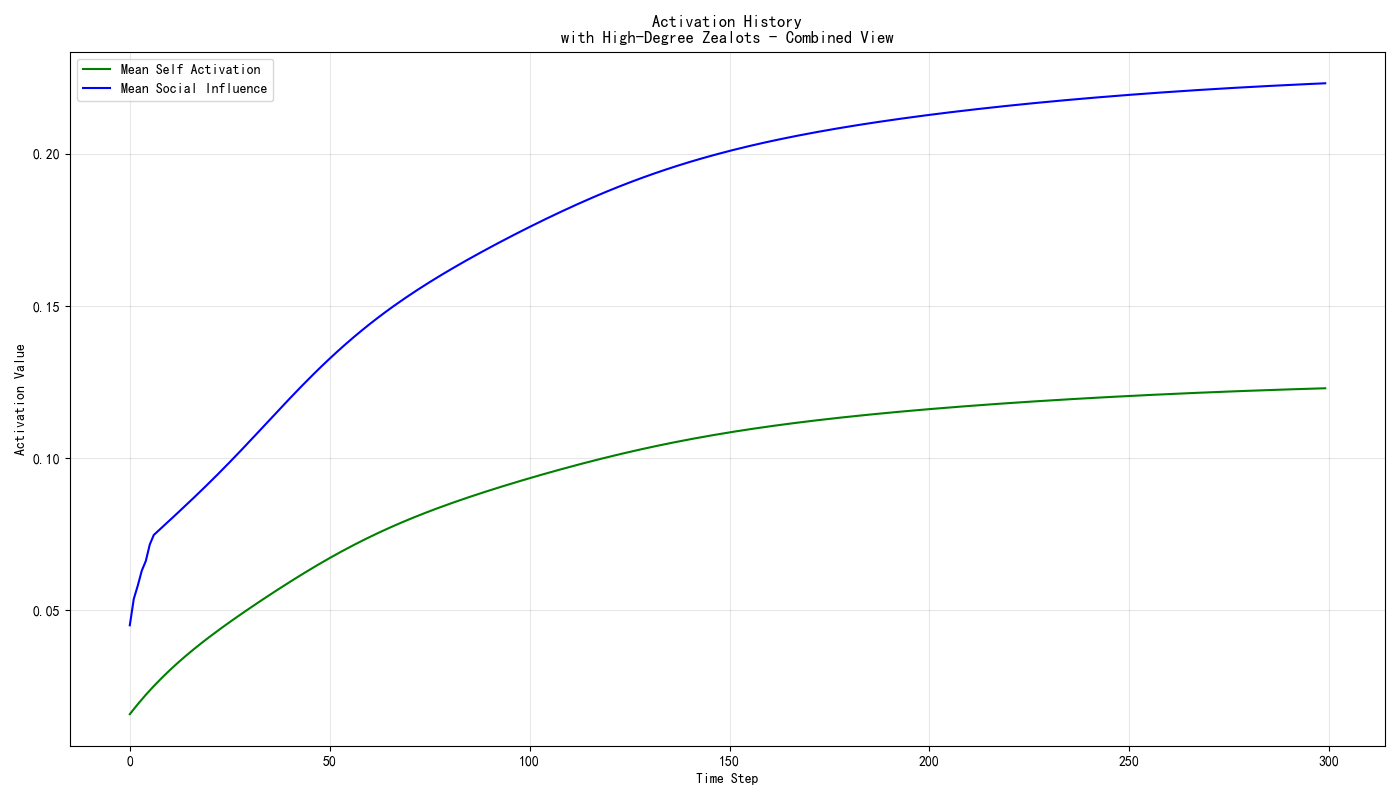 Activation History
with High-Degree Zealots - Combined View
Mean Self Activation
Mean Social Influence
Activation Value
0.20
0.15
0.10
0.05
0
50
100
150
200
250
300
Time Step